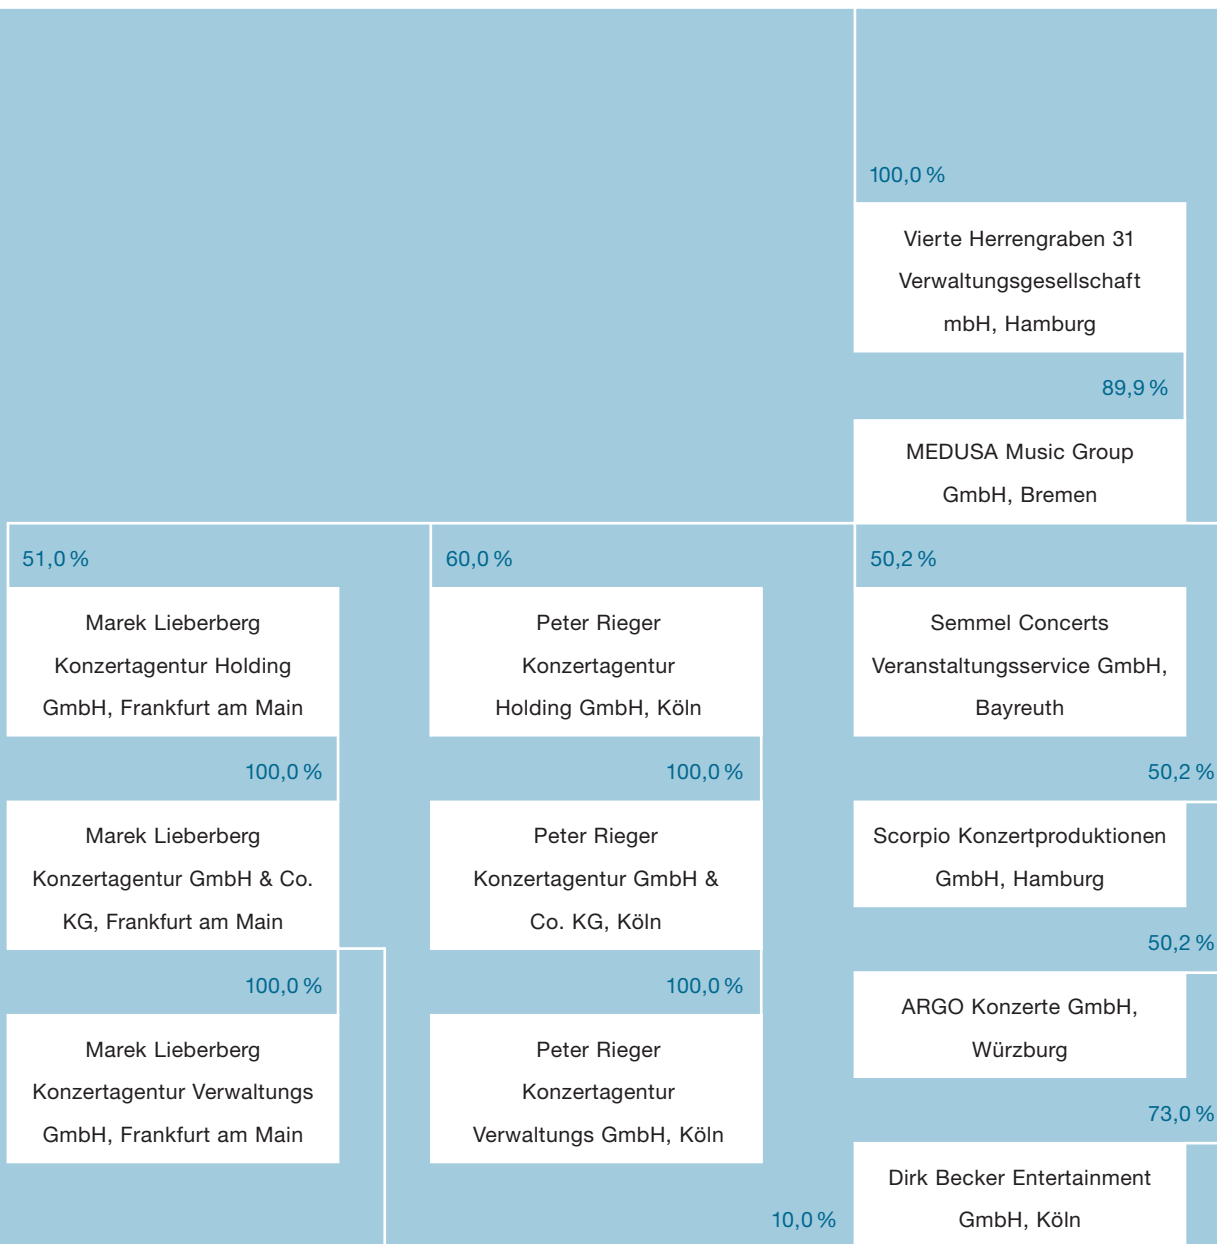 100,0 %
Vierte Herrengraben 31
Verwaltungsgesellschaft
mbH, Hamburg
89,9 %
MEDUSA Music Group
GmbH, Bremen
51,0 %
Marek Lieberberg
Konzertagentur Holding
GmbH, Frankfurt am Main
100,0 %
Marek Lieberberg
Konzertagentur GmbH & Co.
KG, Frankfurt am Main
100,0 %
Marek Lieberberg
Konzertagentur Verwaltungs
GmbH, Frankfurt am Main
60,0 %
Peter Rieger
Konzertagentur
Holding GmbH, Köln
100,0 %
Peter Rieger
Konzertagentur GmbH &
Co. KG, Köln
100,0 %
Peter Rieger
Konzertagentur
Verwaltungs GmbH, Köln
50,2 %
Semmel Concerts
Veranstaltungsservice GmbH,
Bayreuth
50,2 %
Scorpio Konzertproduktionen
GmbH, Hamburg
50,2 %
ARGO Konzerte GmbH,
Würzburg
73,0 %
Dirk Becker Entertainment
GmbH, Köln
10,0 %